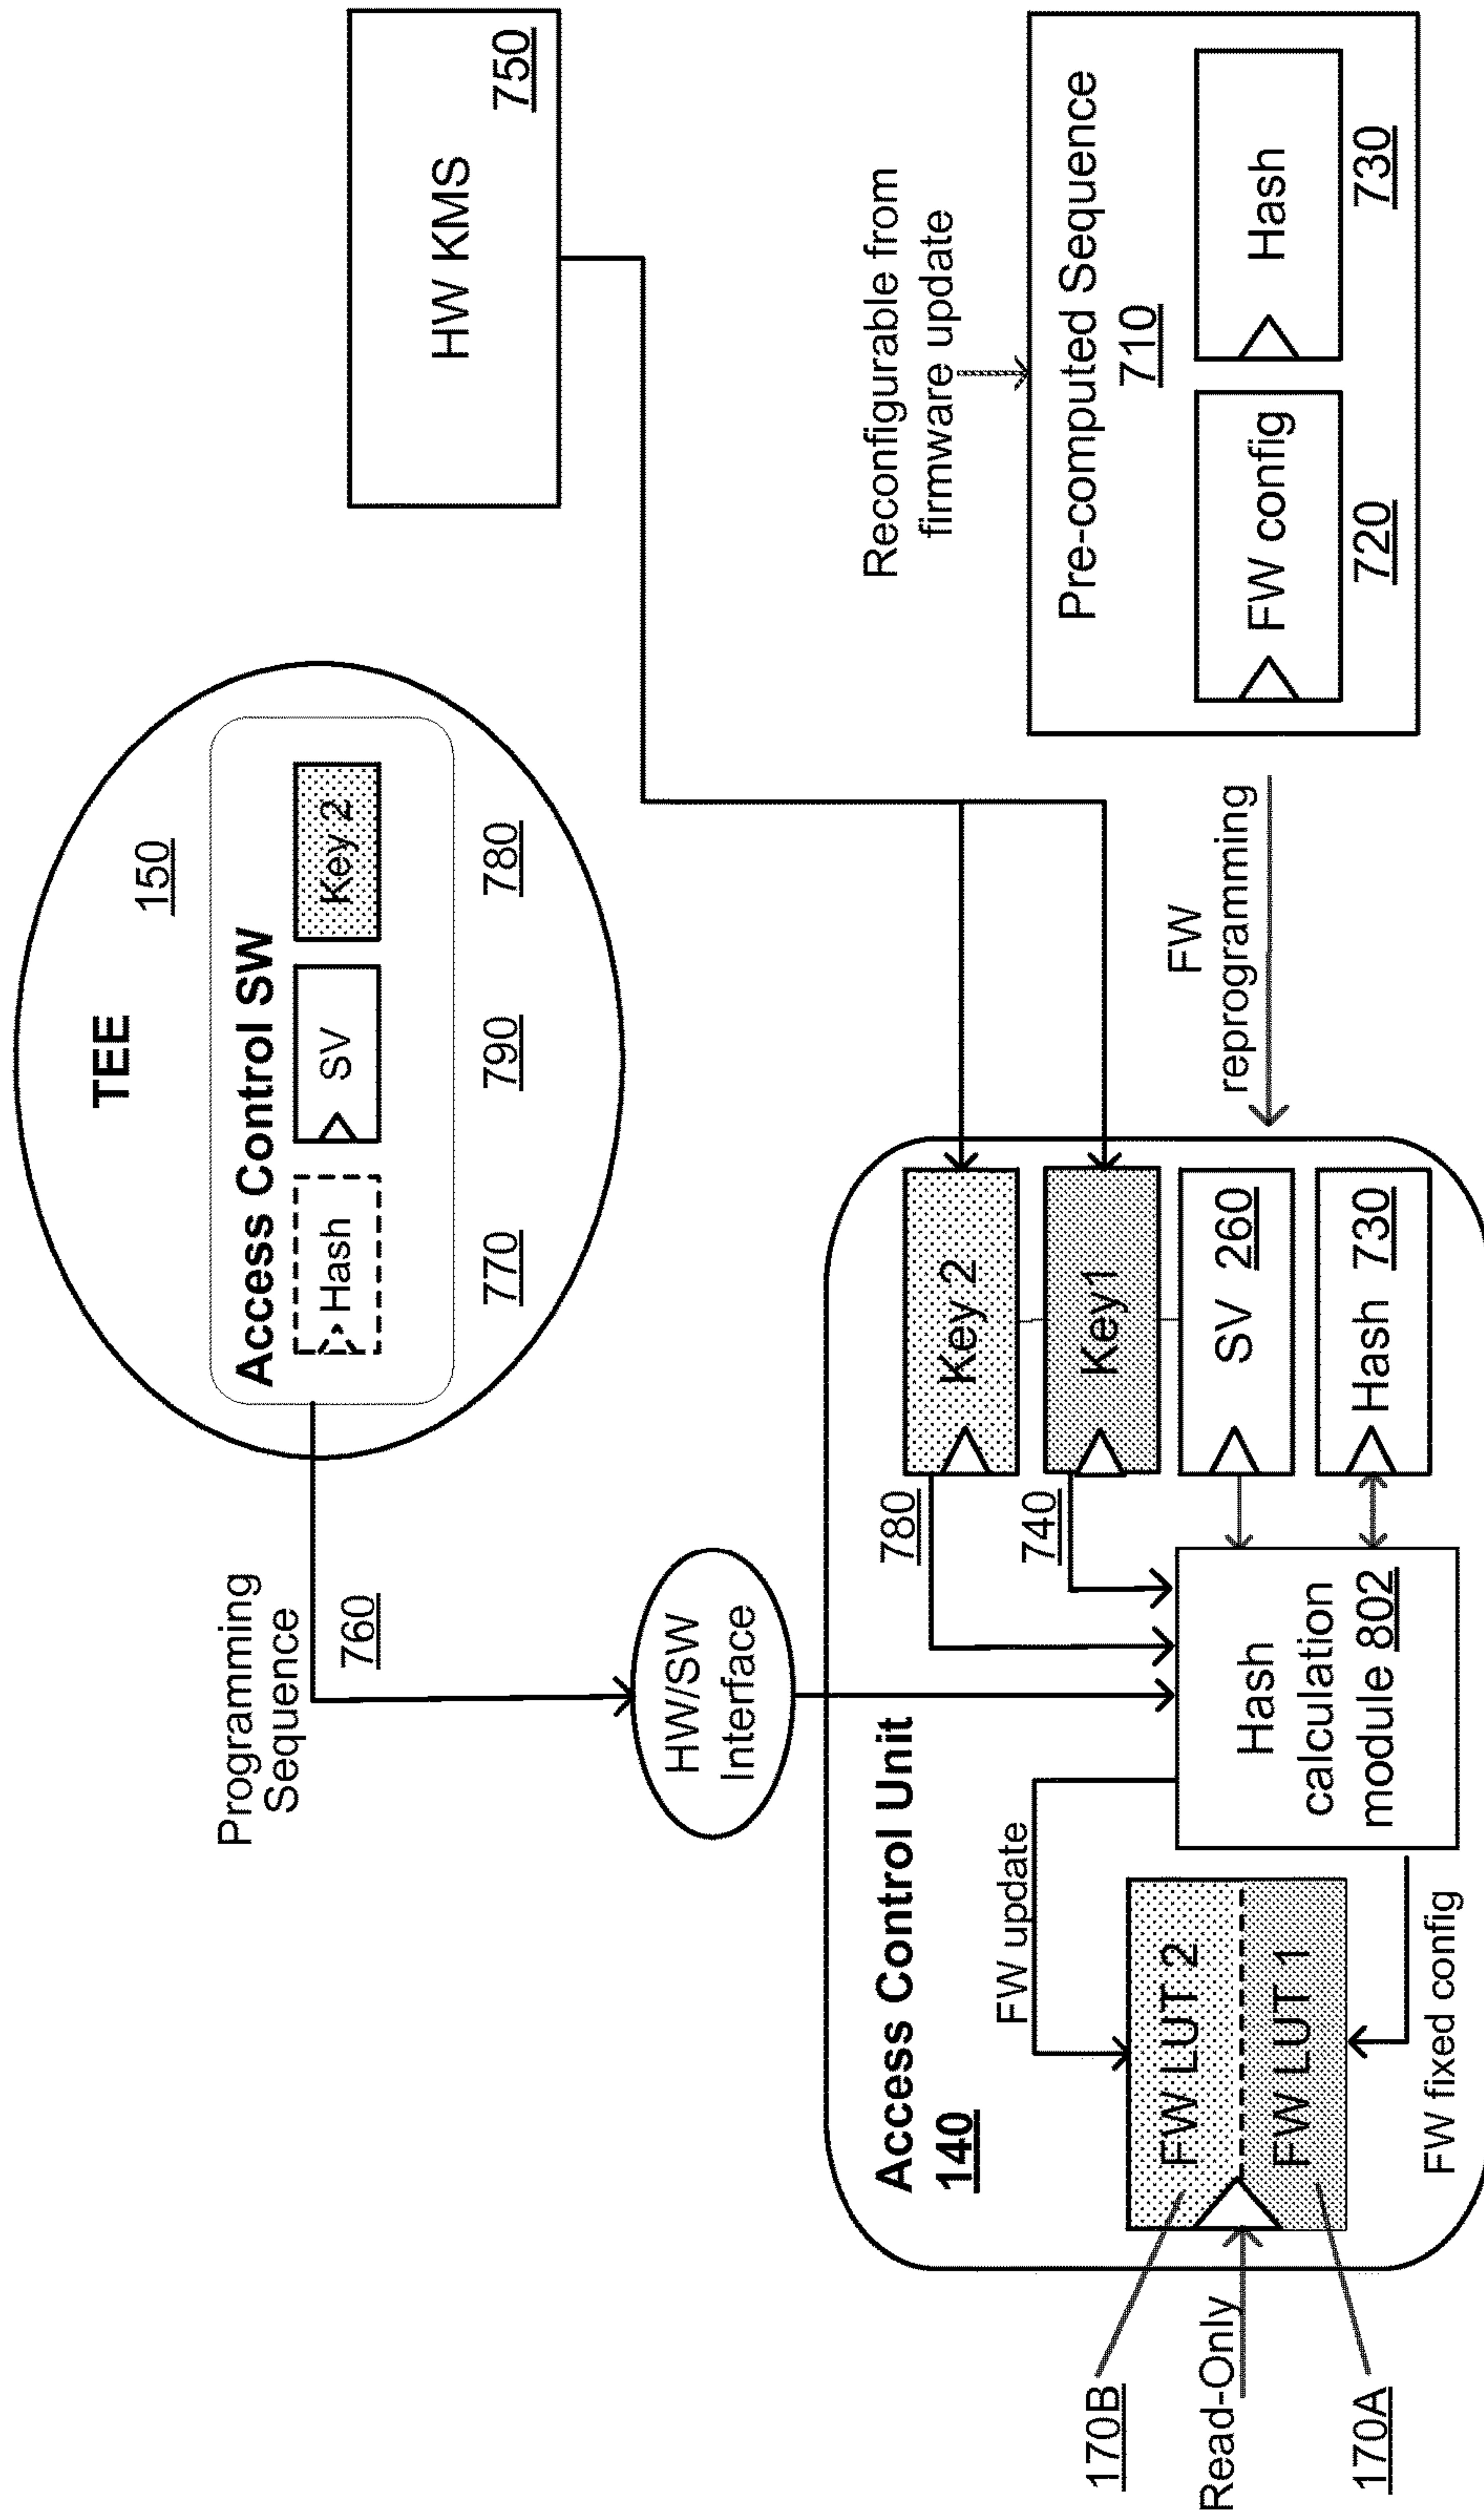 TEE
150
Access Control SW
Hash
SV
Key 2
770
790
780
Programming
Sequence
760
HW/SW
Interface
HW KMS
750
Reconfigurable from
firmware update
Pre-computed Sequence
710
FW config
Hash
720
730
FW
reprogramming
Access Control Unit
140
FW update
780
740
Key 2
Key1
SV 260
Hash 730
Hash
calculation
module 802
FW LUT 2
FW LUT 1
FW fixed config
170B
Read-Only
170A